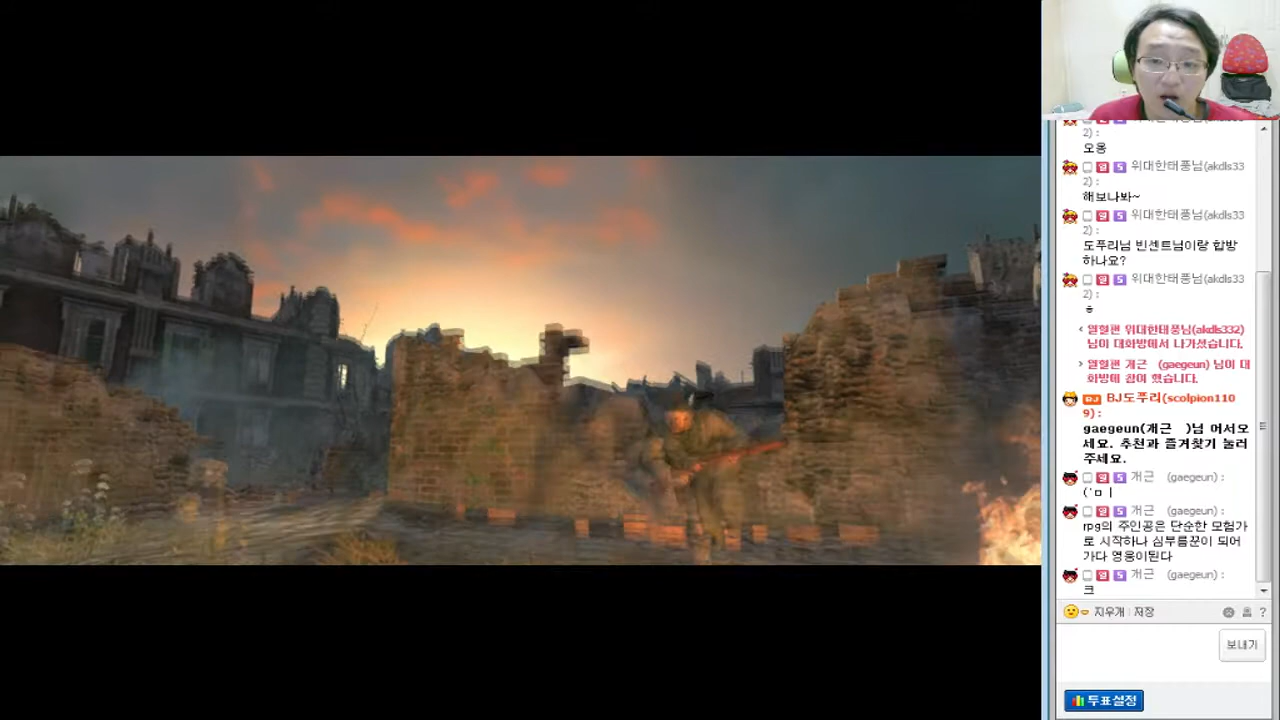 2) :
오옹
위대한태풍님(akdls33
2) :
해보나봐~
위대한태풍님(akdls33
2) :
도푸리님 빈센트님이랑 합방
하나요?
위대한태풍님(akdls33
2) :
ㅎ
열혈팬 위대한태풍님(akdls332)
님이 대화방에서 나가셨습니다.
열혈팬 개근 (gaegeun) 님이 대
화방에 참여 했습니다.
BJ BJ도푸리(scolpion110
9) :
gaegeun(개근 )님 어서오
세요. 추천과 즐겨찾기 눌러
주세요.
열 S 개근 (gaegeun) :
('ㅁ |
열 S 개근 (gaegeun) :
rpg의 주인공은 단순한 모험가
로 시작하나 심부름꾼이 되어
가다 영웅이된다
열 S 개근 (gaegeun) :
크
지우개 저장 ?
보내기
투표설정